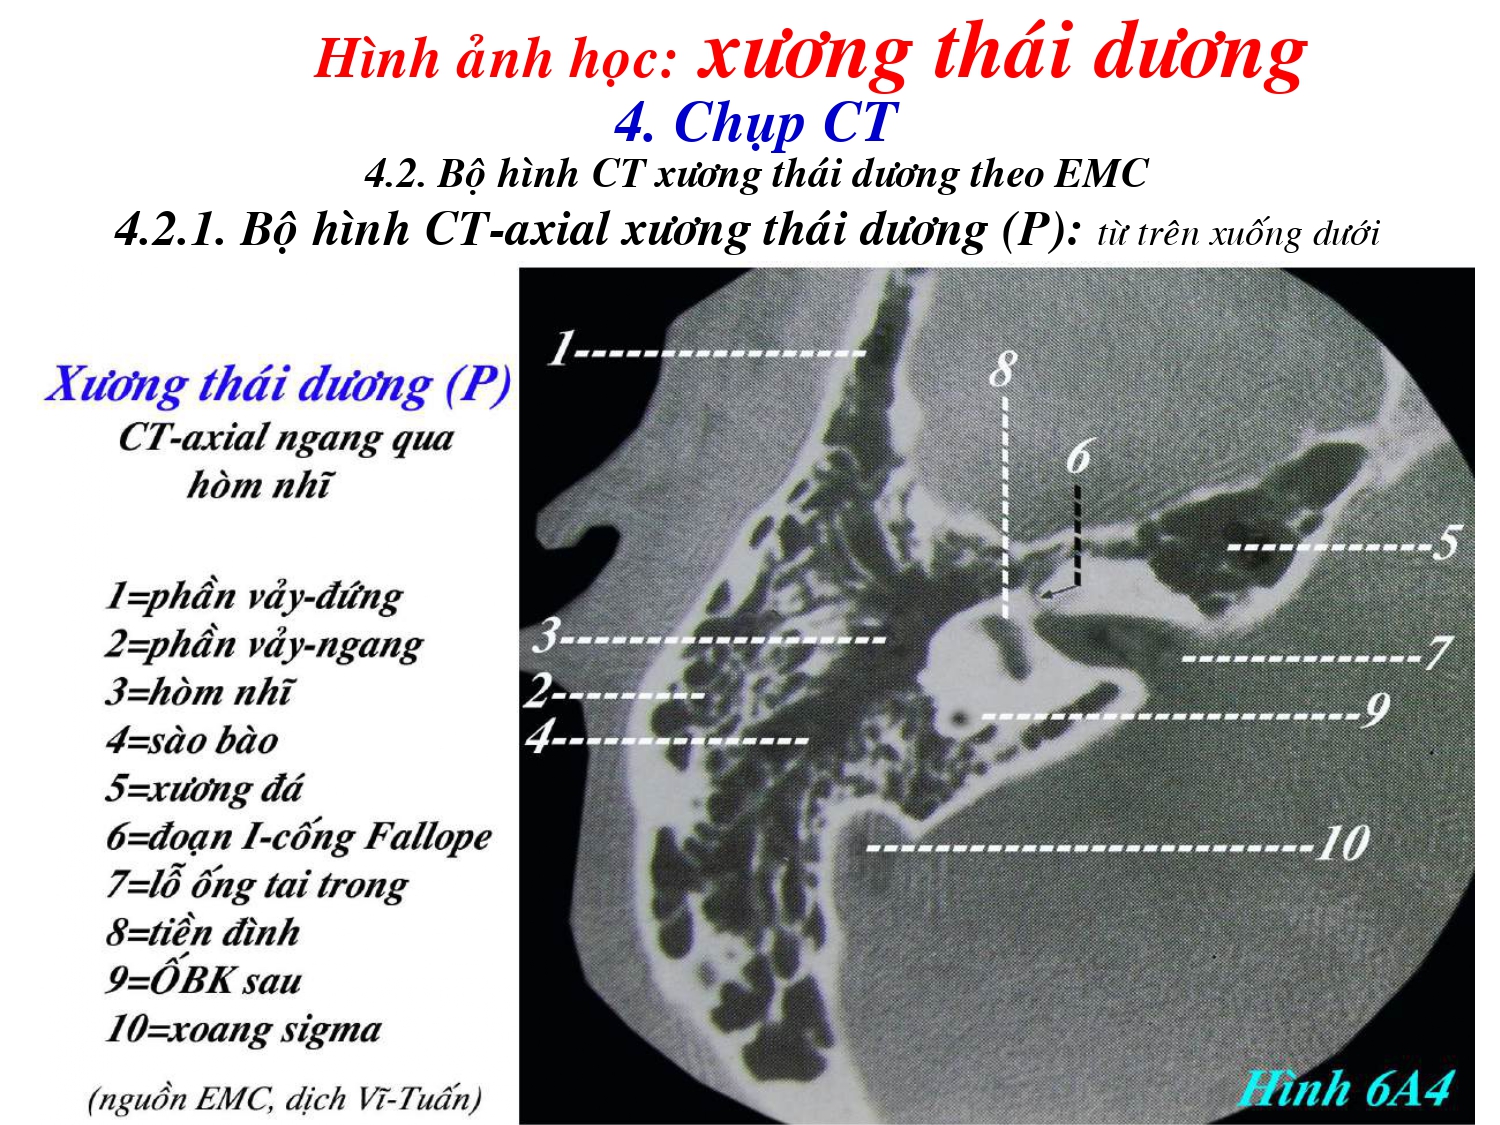 Hình ảnh học: xương thái dương
4. Chụp CT
4.2. Bộ hình CT xương thái dương theo EMC
4.2.1. Bộ hình CT-axial xương thái dương (P): từ trên xuống dưới
Xương thái dương (P)
CT-axial ngang qua
hòm nhĩ
1=phần vảy-đứng
2=phần vảy-ngang
3=hòm nhĩ
4=sào bào
5=xương đá
6=đoạn I-cống Fallope
7=lỗ ống tai trong
8=tiền đình
9=ỐBK sau
10=xoang sigma
(nguồn EMC, dịch Vĩ-Tuấn)
1
8
6
5
3
7
2
9
4
10
Hình 6A4